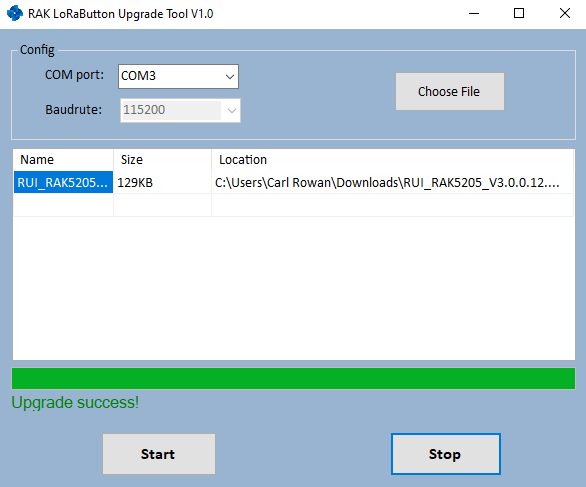 RAK LoRaButton Upgrade Tool V1.0
Config
COM port: COM3
Choose File
Baudrute: 115200
Name Size Location
RUI_RAK5205... 129KB C:\Users\Carl Rowan\Downloads\RUI_RAK5205_V3.0.0.12....
Upgrade success!
Start Stop